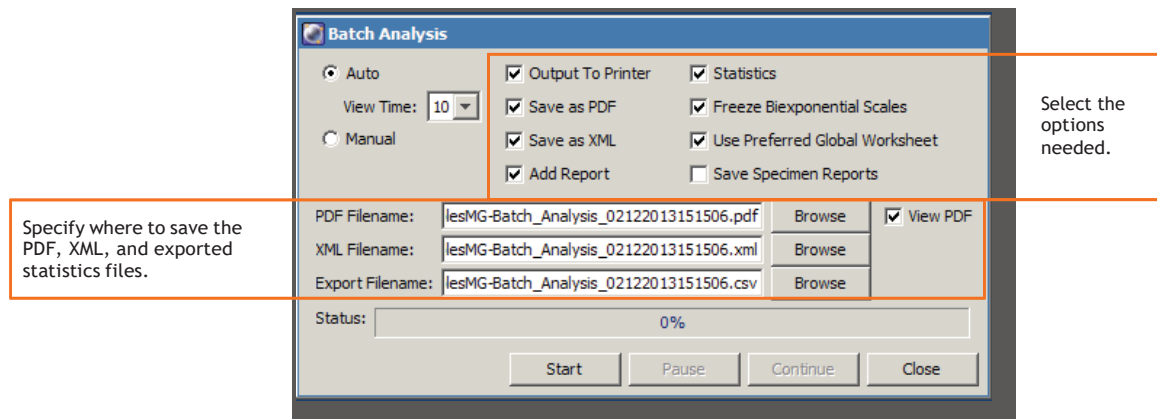 Batch Analysis
Auto
View Time: 10
Manual
Output To Printer
Save as PDF
Save as XML
Add Report
Statistics
Freeze Biexponential Scales
Use Preferred Global Worksheet
Save Specimen Reports
Select the
options
needed.
Specify where to save the
PDF, XML, and exported
statistics files.
PDF Filename: lesMG-Batch_Analysis_02122013151506.pdf Browse View PDF
XML Filename: lesMG-Batch_Analysis_02122013151506.xml Browse
Export Filename: lesMG-Batch_Analysis_02122013151506.csv Browse
Status: 0%
Start Pause Continue Close